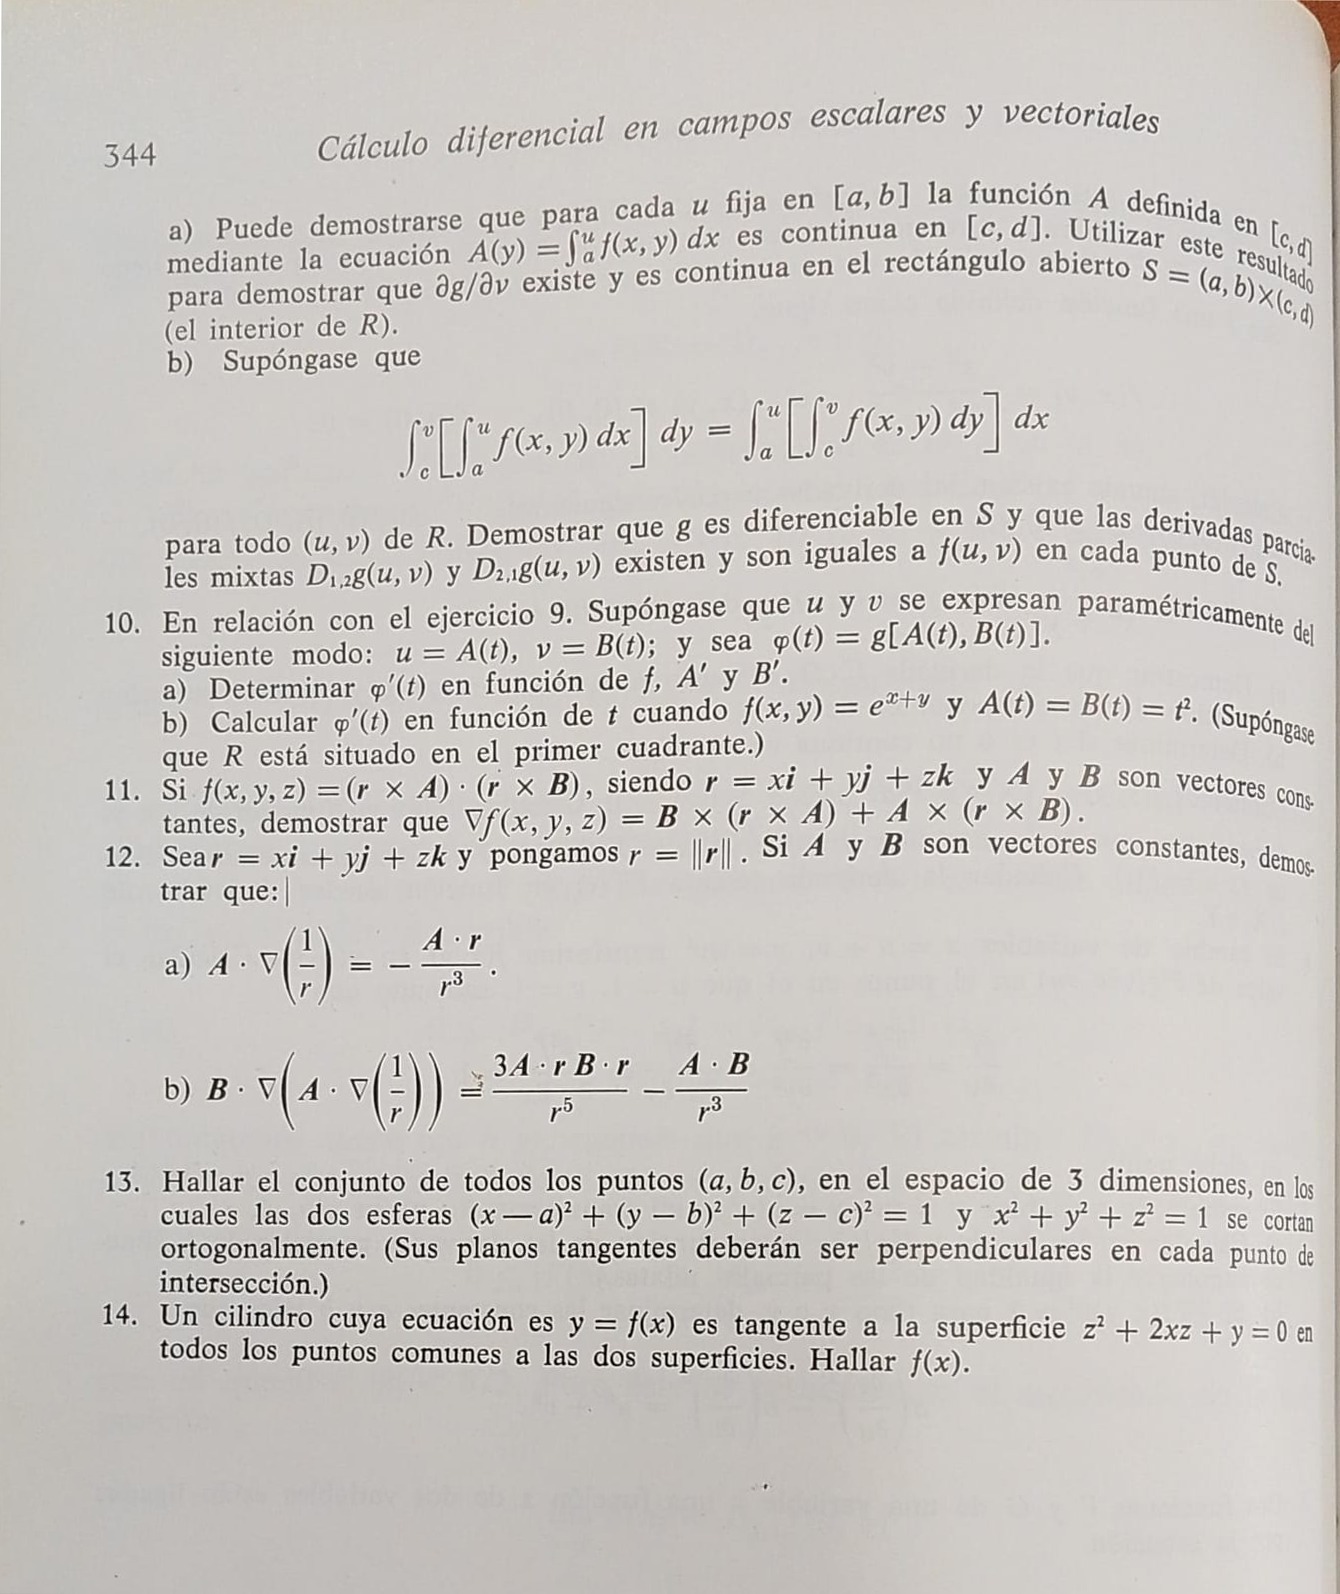 344 Cálculo diferencial en campos escalares y vectoriales
a) Puede demostrarse que para cada u fija en [a, b] la función A definida en [c, d]
mediante la ecuación A(y) = ∫ₐᵘ f(x, y) dx es continua en [c, d]. Utilizar este resultado
para demostrar que ∂g/∂v existe y es continua en el rectángulo abierto S = (a, b)×(c, d)
(el interior de R).
b) Supóngase que
∫_c^v [∫_a^u f(x, y) dx] dy = ∫_a^u [∫_c^v f(x, y) dy] dx
para todo (u, v) de R. Demostrar que g es diferenciable en S y que las derivadas parcia-
les mixtas D₁,₂g(u, v) y D₂,₁g(u, v) existen y son iguales a f(u, v) en cada punto de S.
10. En relación con el ejercicio 9. Supóngase que u y v se expresan paramétricamente del
siguiente modo: u = A(t), v = B(t); y sea φ(t) = g[A(t), B(t)].
a) Determinar φ′(t) en función de f, A′ y B′.
b) Calcular φ′(t) en función de t cuando f(x, y) = e^{x+y} y A(t) = B(t) = t². (Supóngase
que R está situado en el primer cuadrante.)
11. Si f(x, y, z) = (r × A) · (r × B), siendo r = xi + yj + zk y A y B son vectores cons-
tantes, demostrar que ∇f(x, y, z) = B × (r × A) + A × (r × B).
12. Sea r = xi + yj + zk y pongamos r = ||r||. Si A y B son vectores constantes, demos-
trar que:
a) A · ∇(1/r) = − A · r / r³.
b) B · ∇(A · ∇(1/r)) = 3A · r B · r / r⁵ − A · B / r³
13. Hallar el conjunto de todos los puntos (a, b, c), en el espacio de 3 dimensiones, en los
cuales las dos esferas (x — a)² + (y — b)² + (z — c)² = 1 y x² + y² + z² = 1 se cortan
ortogonalmente. (Sus planos tangentes deberán ser perpendiculares en cada punto de
intersección.)
14. Un cilindro cuya ecuación es y = f(x) es tangente a la superficie z² + 2xz + y = 0 en
todos los puntos comunes a las dos superficies. Hallar f(x).